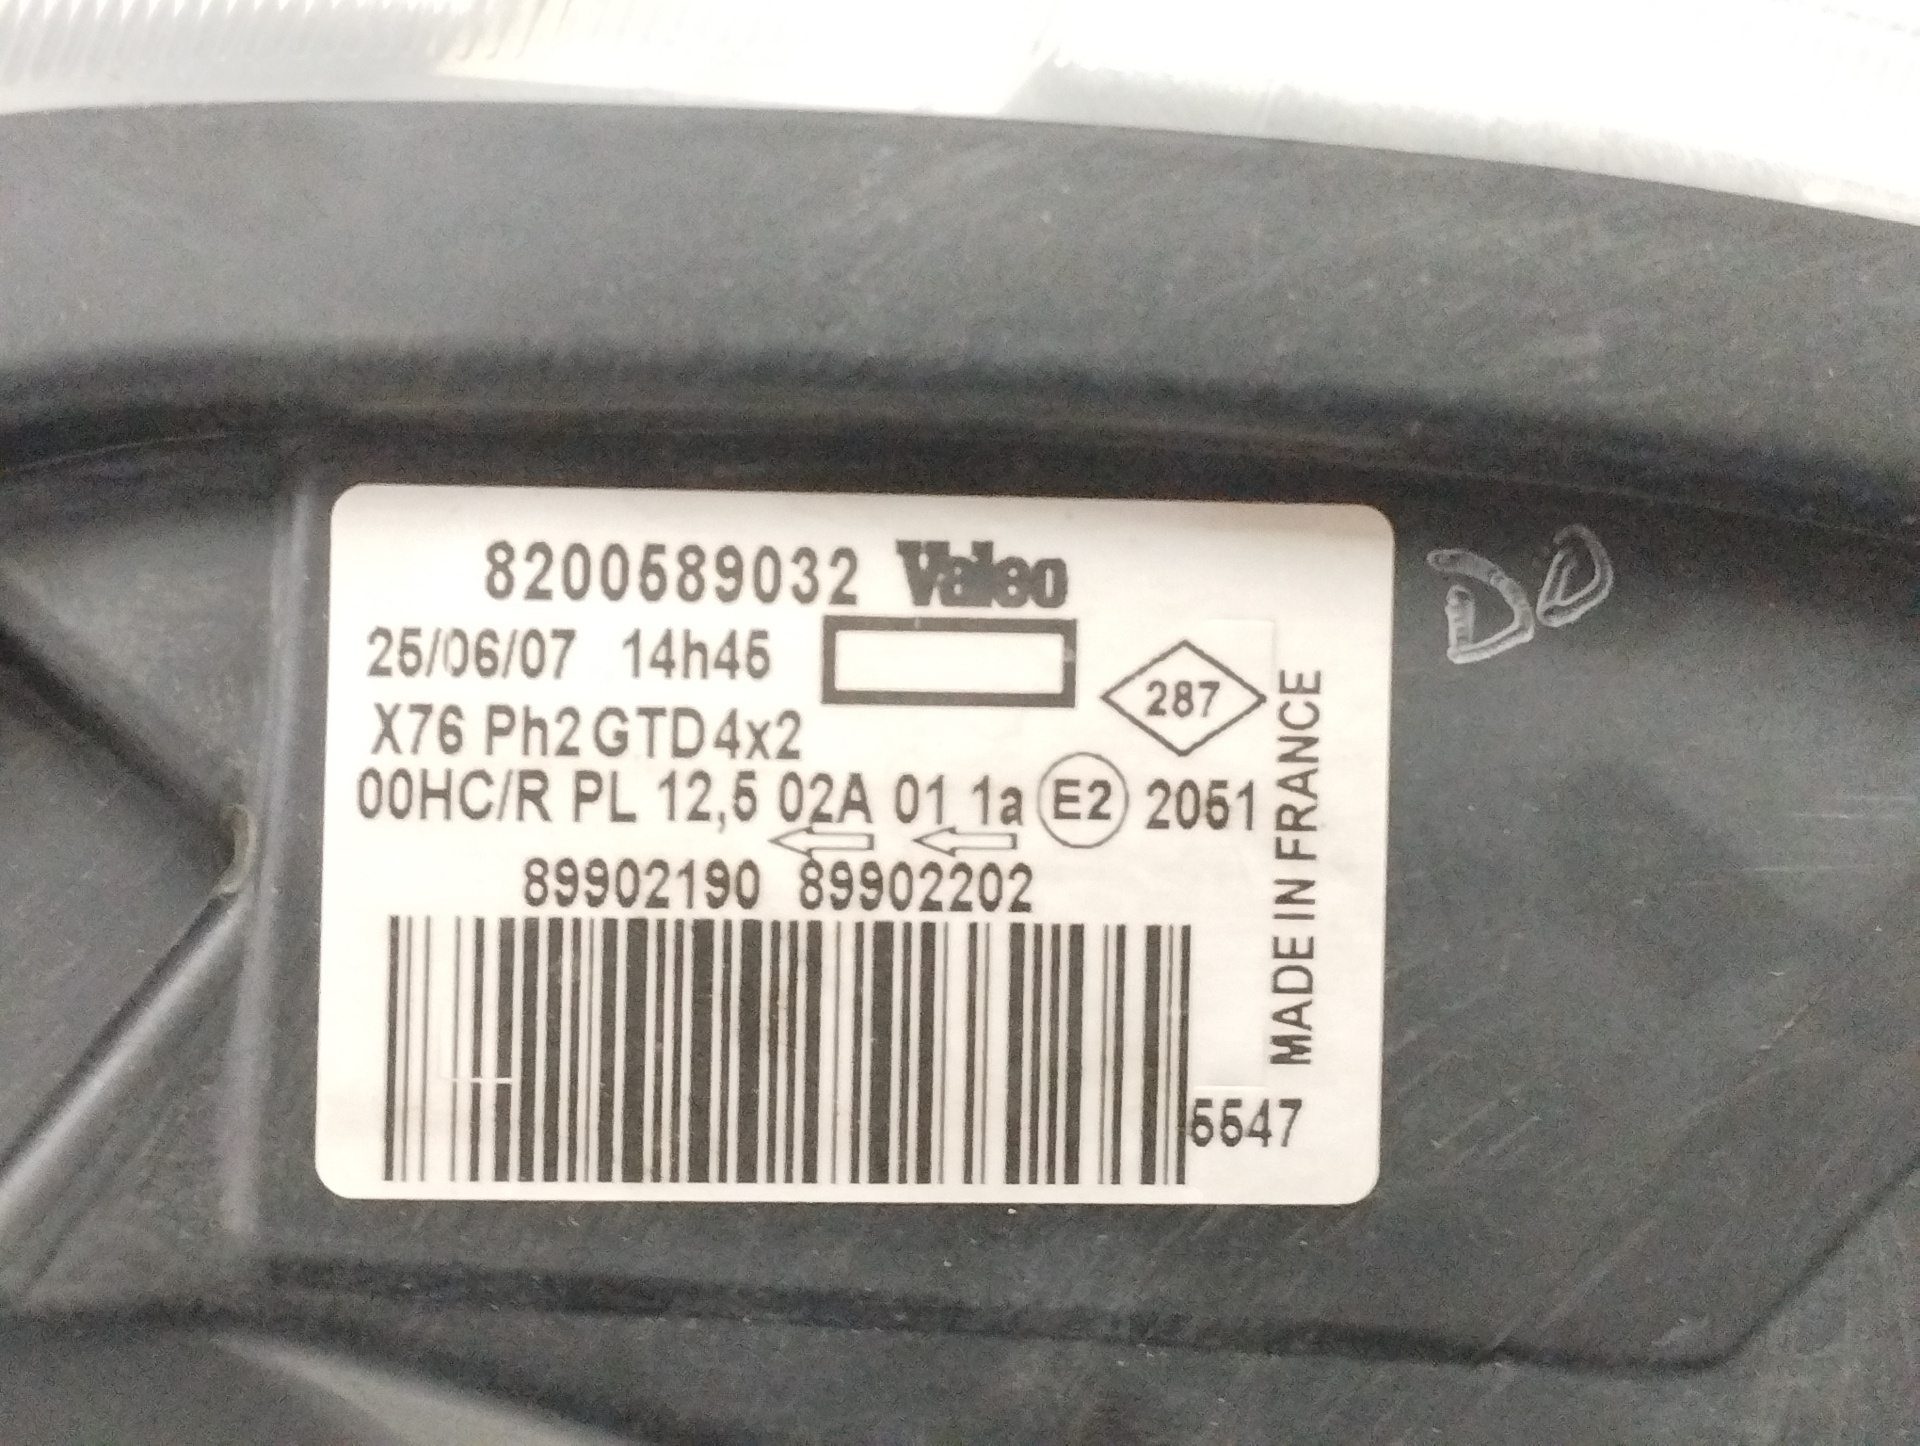 8200589032 Valeo
25/06/07 14h45
X76 Ph2 GTD 4x2
287
00HC/R PL 12,5 02A 01 1a E2 2051
89902190 89902202
MADE IN FRANCE
5547
DD